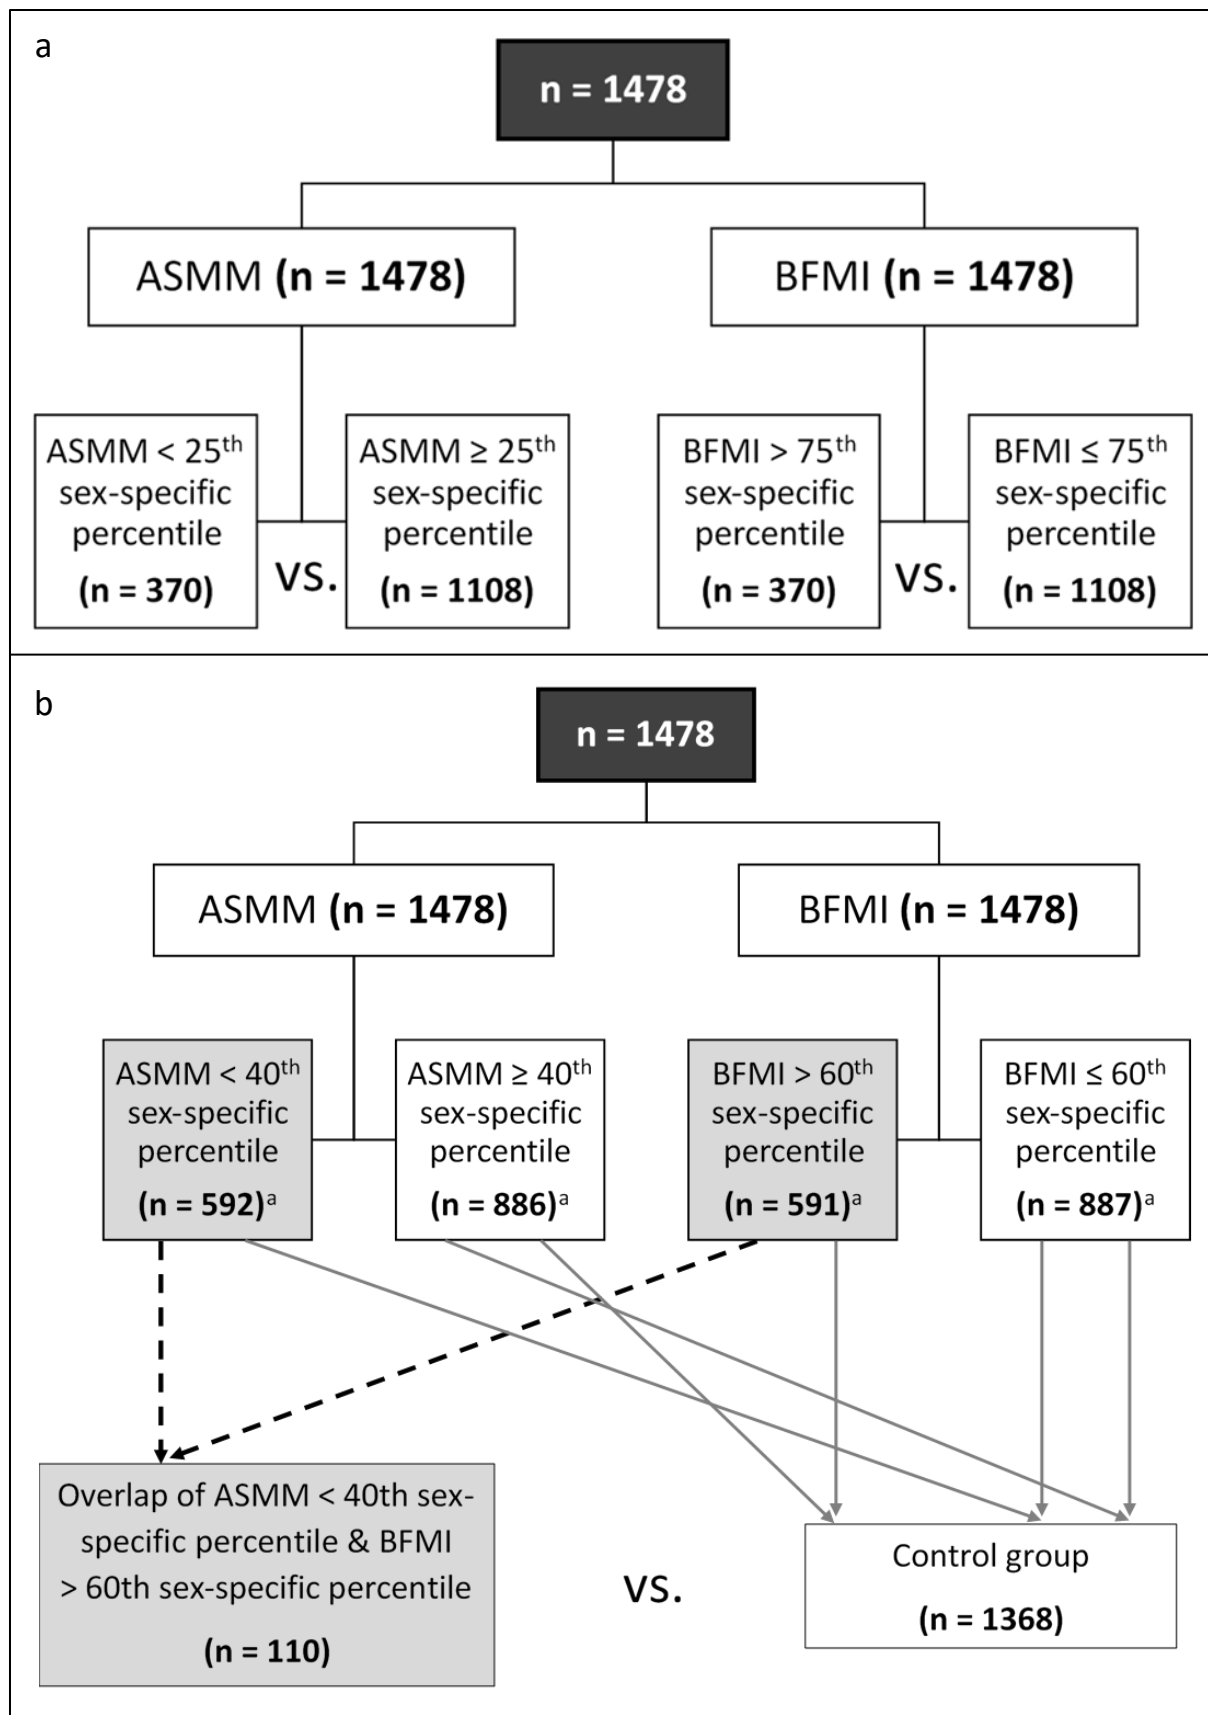 a
n = 1478
ASMM (n = 1478)
BFMI (n = 1478)
ASMM < 25th
sex-specific
percentile
(n = 370)
vs.
ASMM ≥ 25th
sex-specific
percentile
(n = 1108)
BFMI > 75th
sex-specific
percentile
(n = 370)
vs.
BFMI ≤ 75th
sex-specific
percentile
(n = 1108)
b
n = 1478
ASMM (n = 1478)
BFMI (n = 1478)
ASMM < 40th
sex-specific
percentile
(n = 592)a
ASMM ≥ 40th
sex-specific
percentile
(n = 886)a
BFMI > 60th
sex-specific
percentile
(n = 591)a
BFMI ≤ 60th
sex-specific
percentile
(n = 887)a
Overlap of ASMM < 40th sex-
specific percentile & BFMI
> 60th sex-specific percentile
(n = 110)
vs.
Control group
(n = 1368)